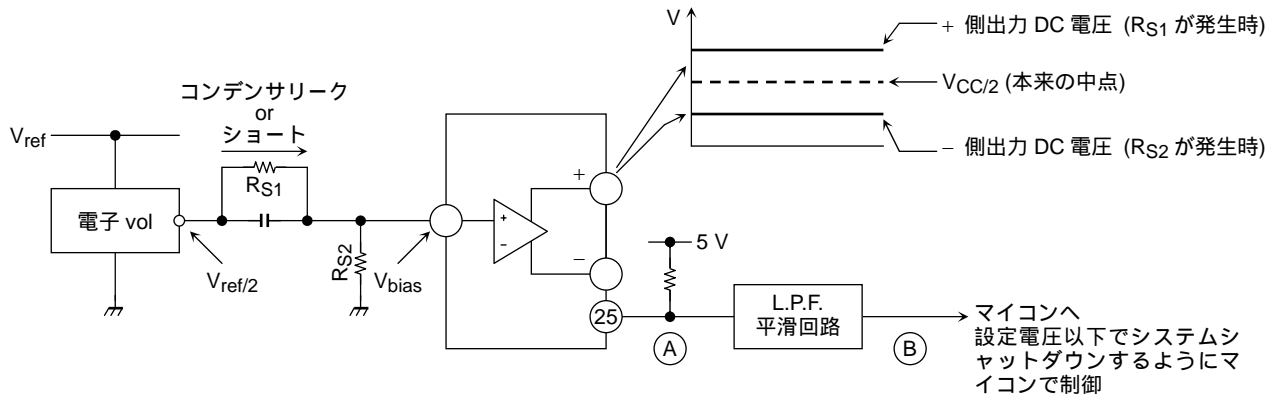 V
+ 側出力 DC 電圧 (RS1 が発生時)
VCC/2 (本来の中点)
− 側出力 DC 電圧 (RS2 が発生時)
コンデンサリーク
or
ショート
Vref
RS1
電子 vol
Vref/2
RS2
Vbias
+
−
+
−
25
5 V
A
L.P.F.
平滑回路
B
マイコンへ
設定電圧以下でシステムシ
ャットダウンするようにマ
イコンで制御